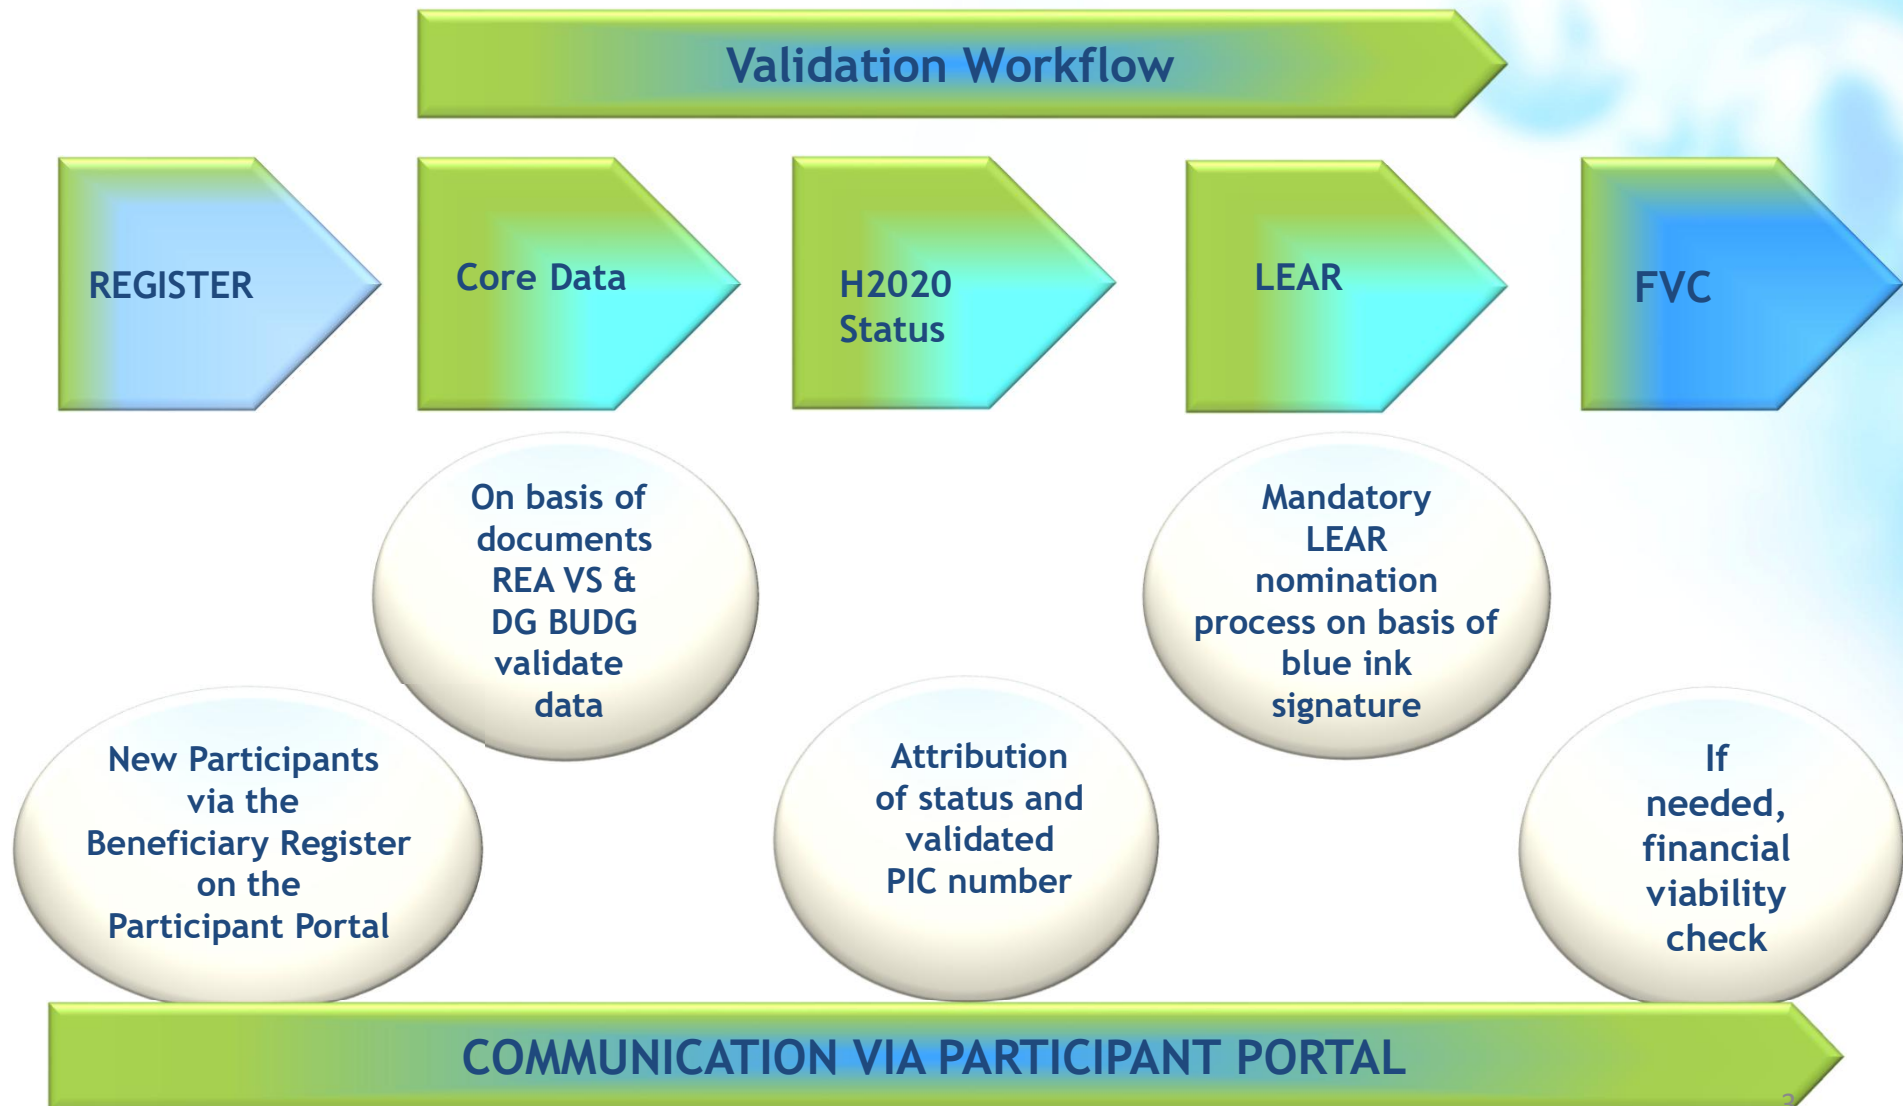 Validation Workflow
REGISTER
Core Data
H2020
Status
LEAR
FVC
On basis of
documents
REA VS &
DG BUDG
validate
data
Mandatory
LEAR
nomination
process on basis of
blue ink
signature
New Participants
via the
Beneficiary Register
on the
Participant Portal
Attribution
of status and
validated
PIC number
If
needed,
financial
viability
check
COMMUNICATION VIA PARTICIPANT PORTAL